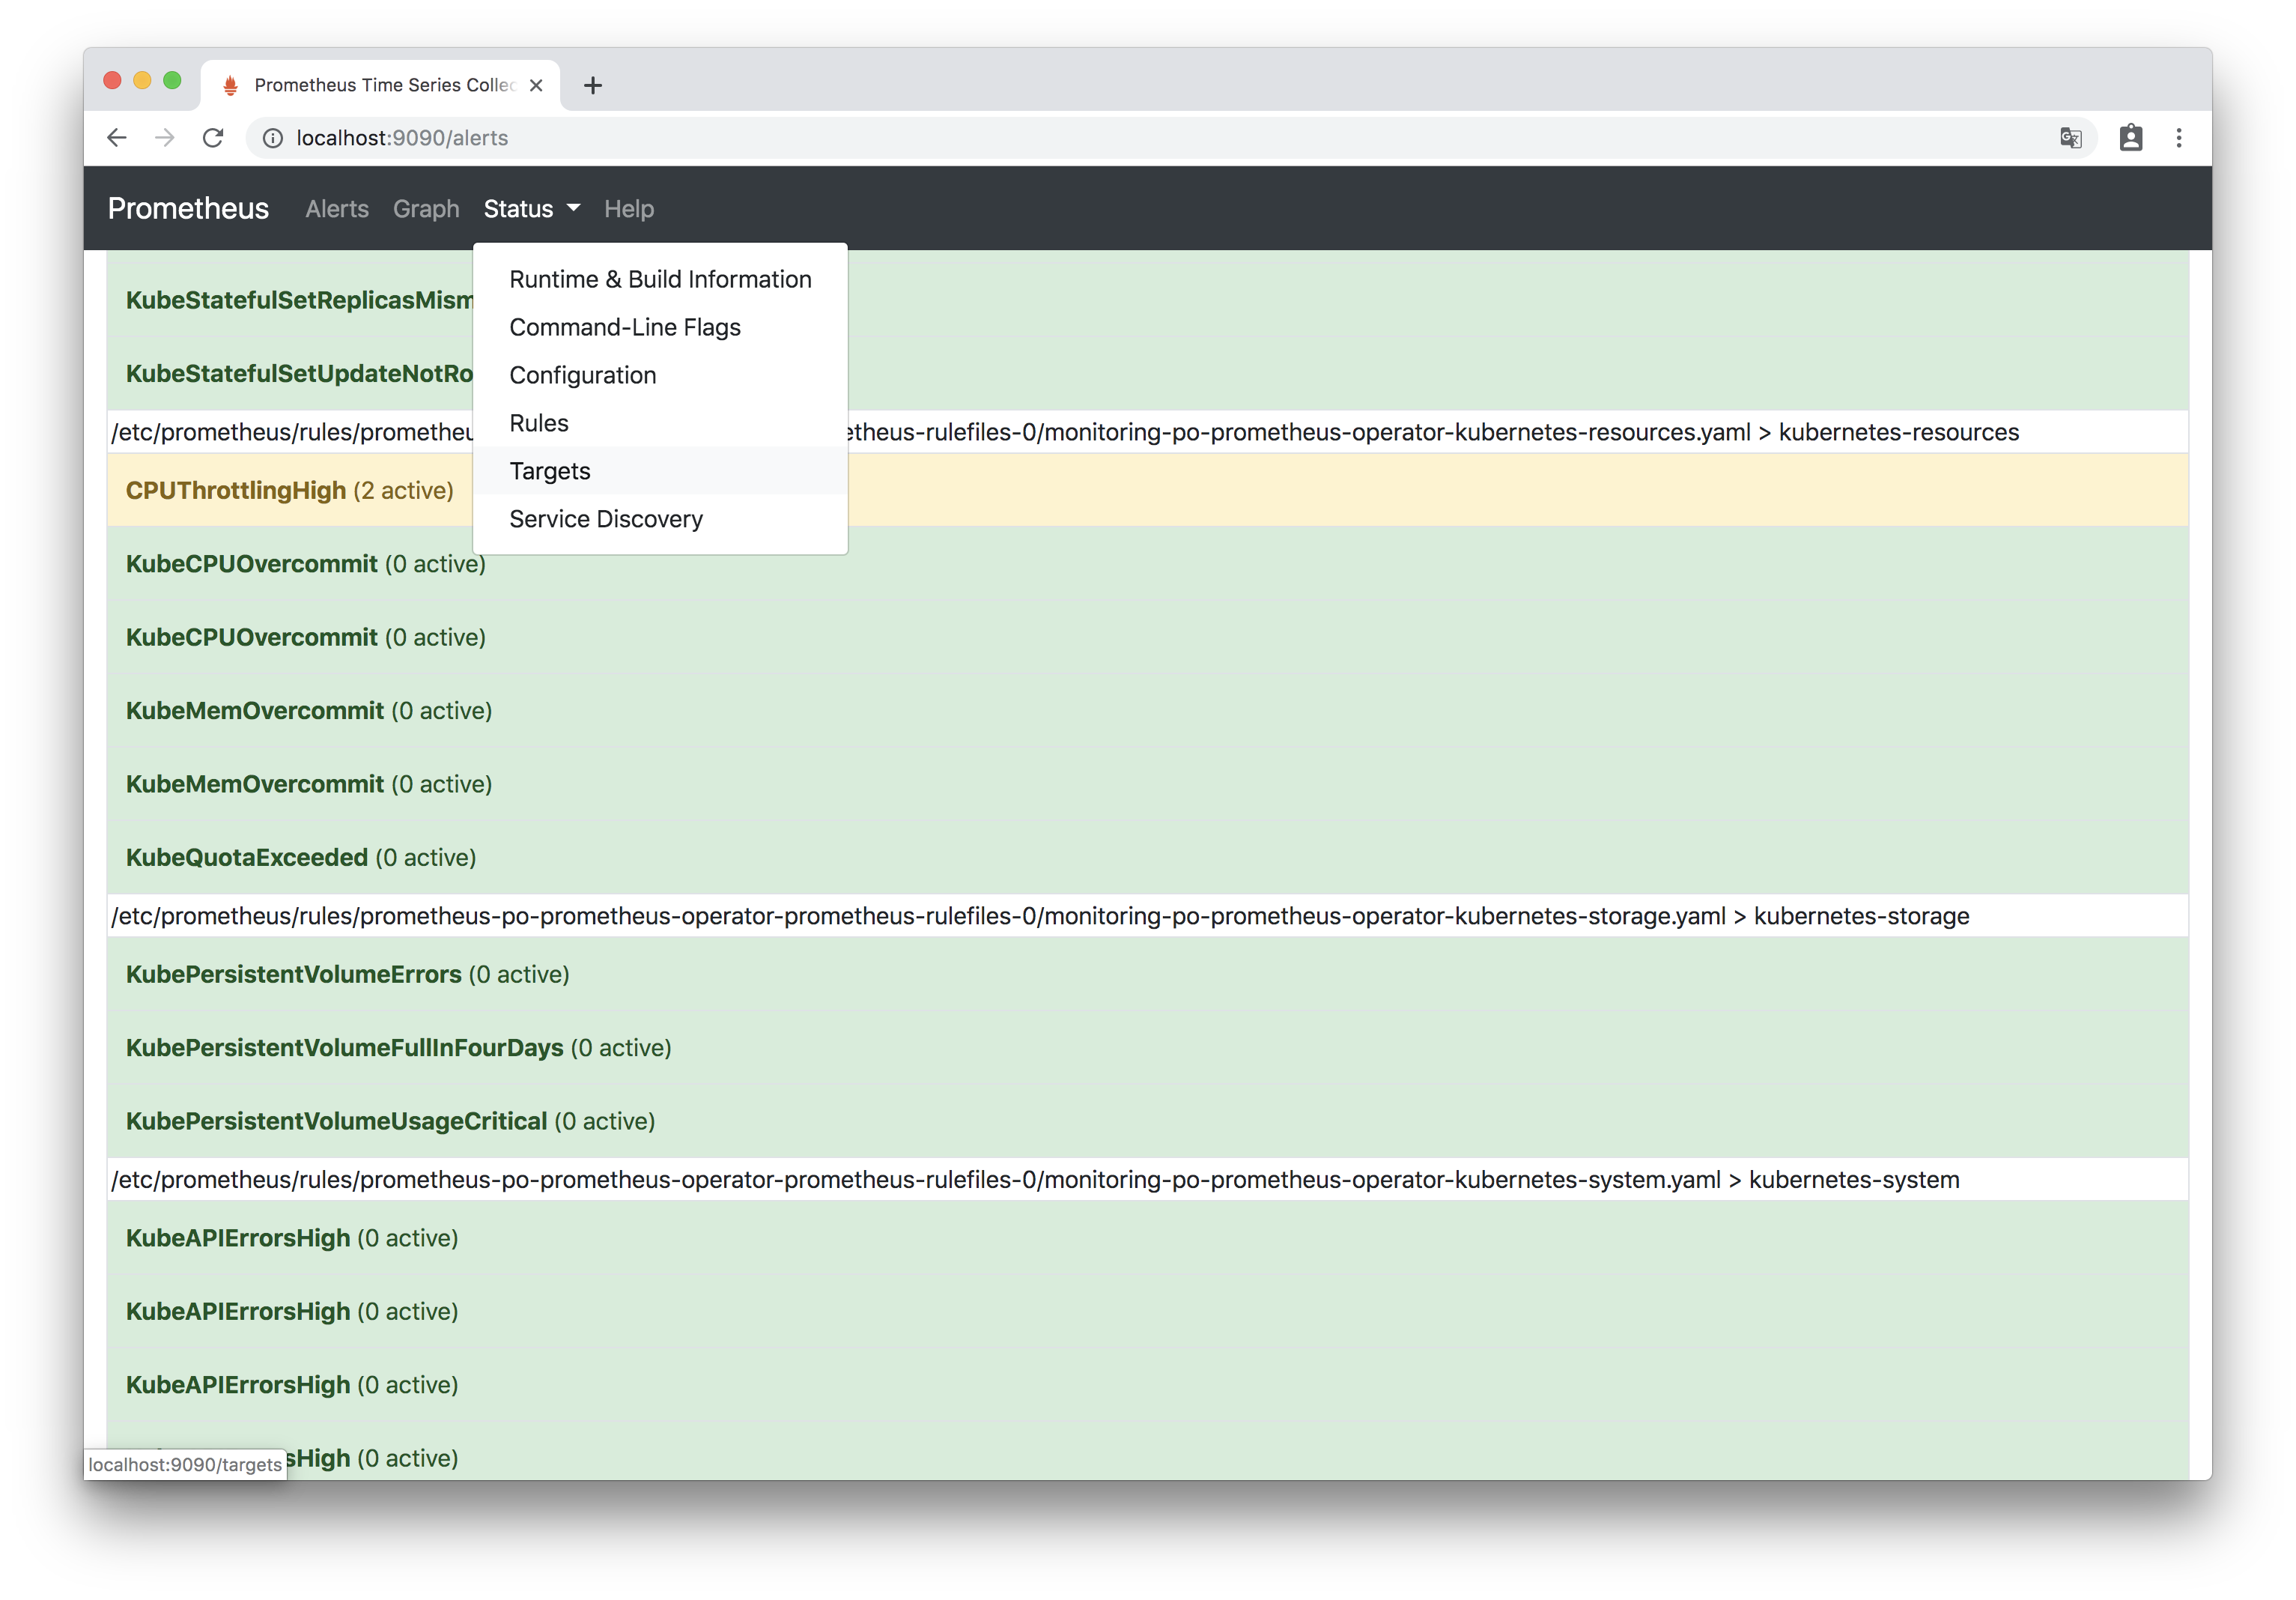 Prometheus Time Series Collec
localhost:9090/alerts
Prometheus Alerts Graph Status Help
Runtime & Build Information
Command-Line Flags
Configuration
Rules
Targets
Service Discovery
KubeStatefulSetReplicasMism
KubeStatefulSetUpdateNotRo
/etc/prometheus/rules/prometheu etheus-rulefiles-0/monitoring-po-prometheus-operator-kubernetes-resources.yaml > kubernetes-resources
CPUThrottlingHigh (2 active)
KubeCPUOvercommit (0 active)
KubeCPUOvercommit (0 active)
KubeMemOvercommit (0 active)
KubeMemOvercommit (0 active)
KubeQuotaExceeded (0 active)
/etc/prometheus/rules/prometheus-po-prometheus-operator-prometheus-rulefiles-0/monitoring-po-prometheus-operator-kubernetes-storage.yaml > kubernetes-storage
KubePersistentVolumeErrors (0 active)
KubePersistentVolumeFullInFourDays (0 active)
KubePersistentVolumeUsageCritical (0 active)
/etc/prometheus/rules/prometheus-po-prometheus-operator-prometheus-rulefiles-0/monitoring-po-prometheus-operator-kubernetes-system.yaml > kubernetes-system
KubeAPIErrorsHigh (0 active)
KubeAPIErrorsHigh (0 active)
KubeAPIErrorsHigh (0 active)
sHigh (0 active)
localhost:9090/targets